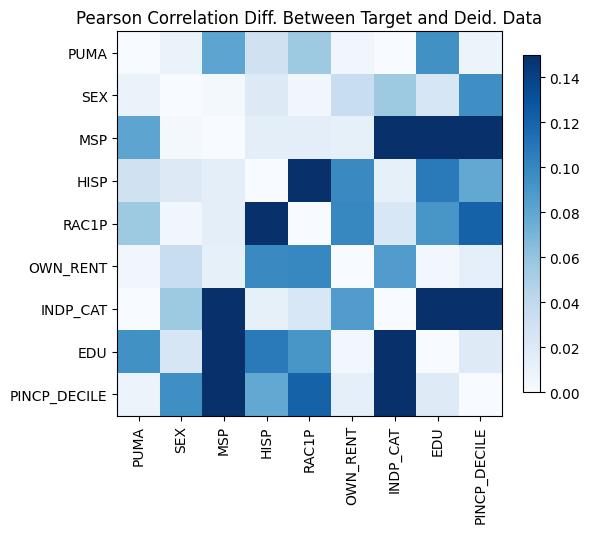 Pearson Correlation Diff. Between Target and Deid. Data
PUMA
SEX
MSP
HISP
RAC1P
OWN_RENT
INDP_CAT
EDU
PINCP_DECILE
PUMA
SEX
MSP
HISP
RAC1P
OWN_RENT
INDP_CAT
EDU
PINCP_DECILE
0.14
0.12
0.10
0.08
0.06
0.04
0.02
0.00